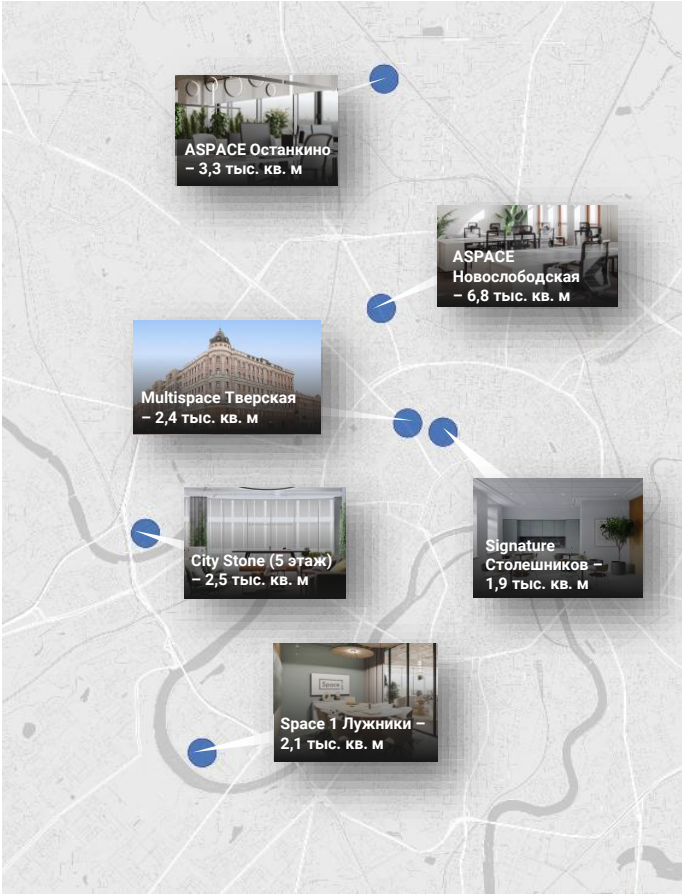 ASPACE Останкино
– 3,3 тыс. кв. м
ASPACE
Новослободская
– 6,8 тыс. кв. м
Multispace Тверская
– 2,4 тыс. кв. м
City Stone (5 этаж)
– 2,5 тыс. кв. м
Signature
Столешников –
1,9 тыс. кв. м
Space
Space 1 Лужники –
2,1 тыс. кв. м